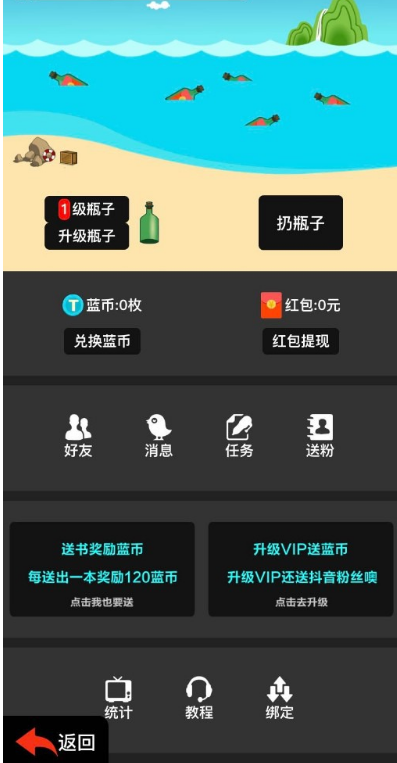 1级瓶子
升级瓶子
扔瓶子
T 蓝币:0枚
红包:0元
兑换蓝币
红包提现
好友
消息
任务
送粉
送书奖励蓝币
每送出一本奖励120蓝币
点击我也要送
升级VIP送蓝币
升级VIP还送抖音粉丝噢
点击去升级
统计
教程
绑定
返回